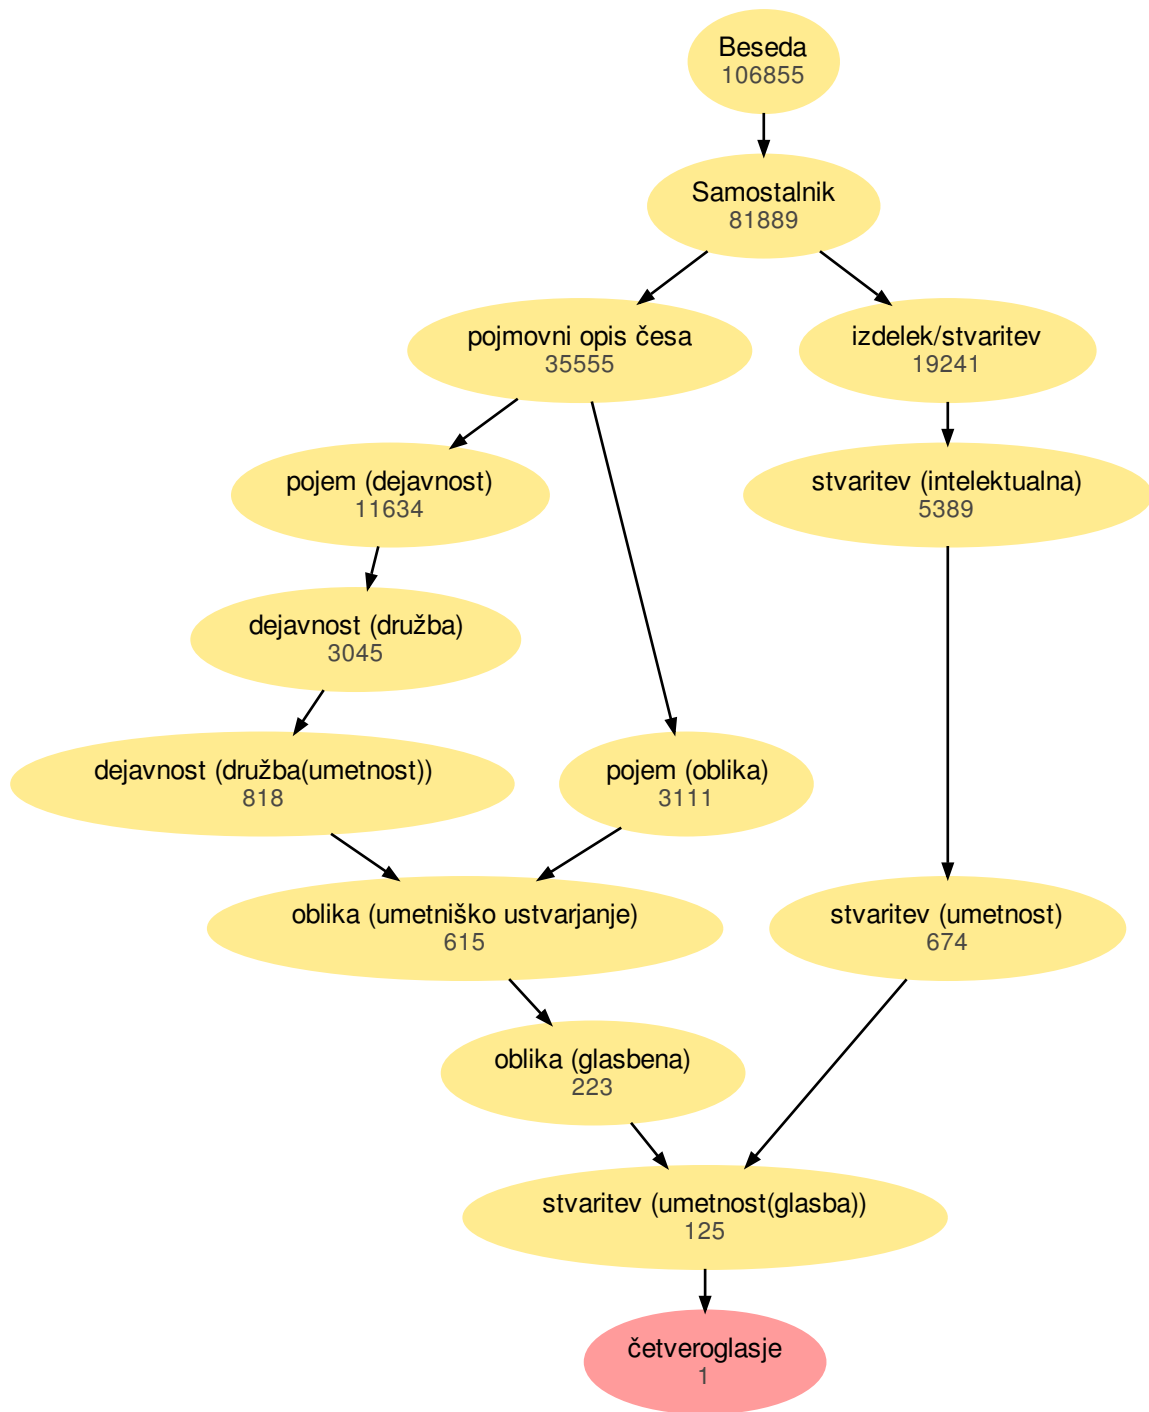 Beseda
106855
Samostalnik
81889
pojmovni opis česa
35555
izdelek/stvaritev
19241
pojem (dejavnost)
11634
stvaritev (intelektualna)
5389
dejavnost (družba)
3045
dejavnost (družba(umetnost))
818
pojem (oblika)
3111
oblika (umetniško ustvarjanje)
615
stvaritev (umetnost)
674
oblika (glasbena)
223
stvaritev (umetnost(glasba))
125
četveroglasje
1